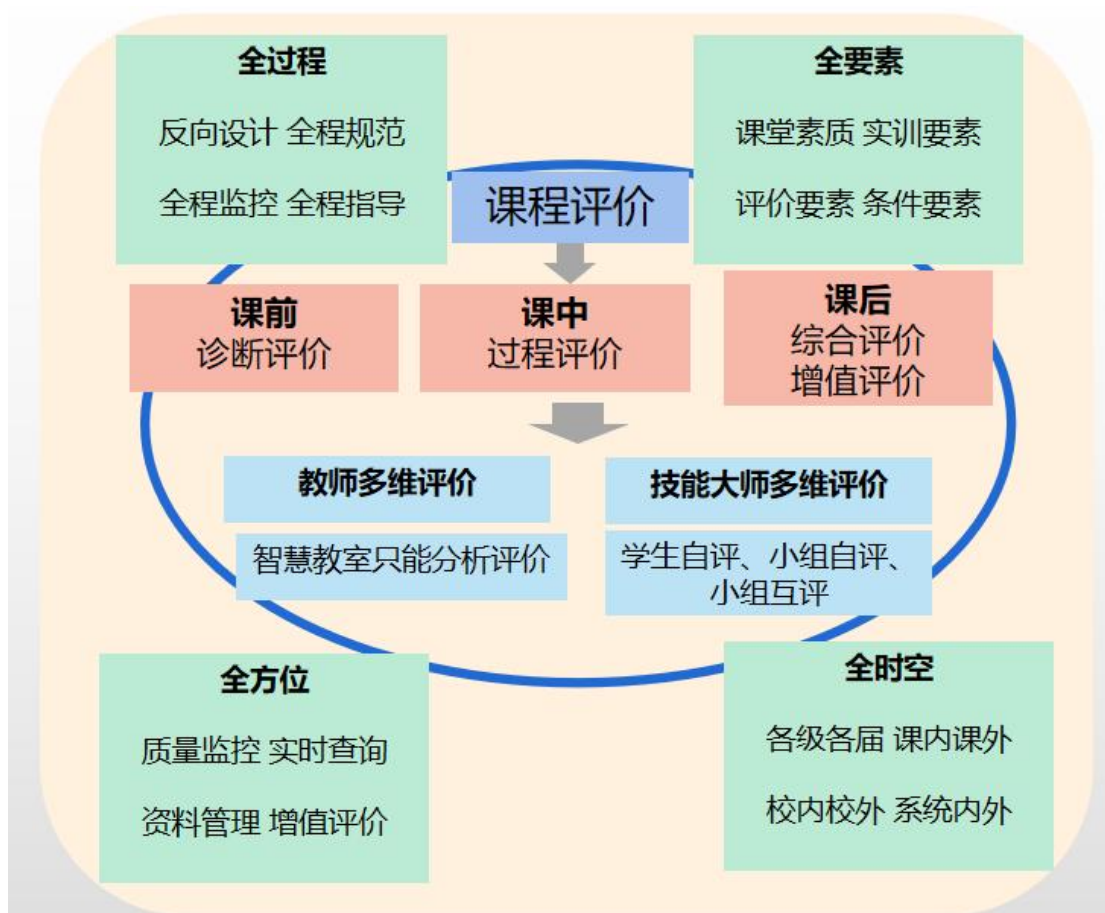 全过程
反向设计 全程规范
全程监控 全程指导
全要素
课堂素质 实训要素
评价要素 条件要素
课程评价
课前
诊断评价
课中
过程评价
课后
综合评价
增值评价
教师多维评价
智慧教室只能分析评价
技能大师多维评价
学生自评、小组自评、
小组互评
全方位
质量监控 实时查询
资料管理 增值评价
全时空
各级各届 课内课外
校内校外 系统内外